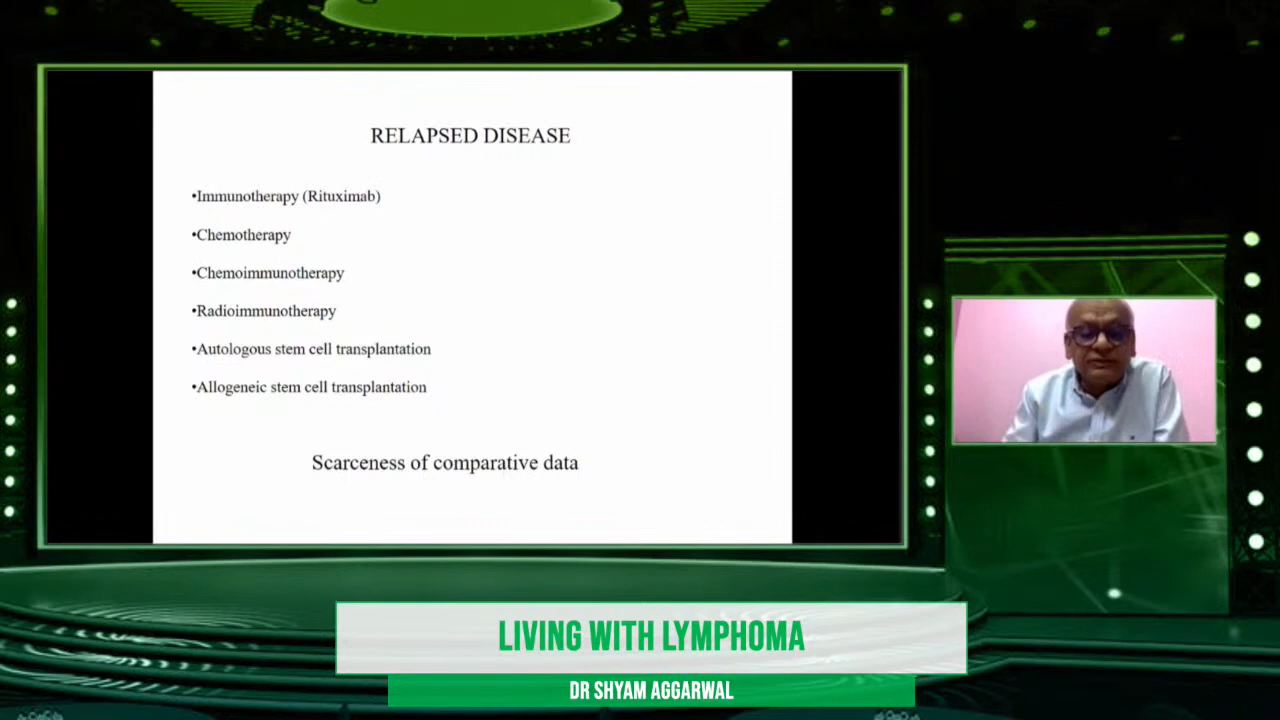 RELAPSED DISEASE
•Immunotherapy (Rituximab)
•Chemotherapy
•Chemoimmunotherapy
•Radioimmunotherapy
•Autologous stem cell transplantation
•Allogeneic stem cell transplantation
Scarceness of comparative data
LIVING WITH LYMPHOMA
DR SHYAM AGGARWAL